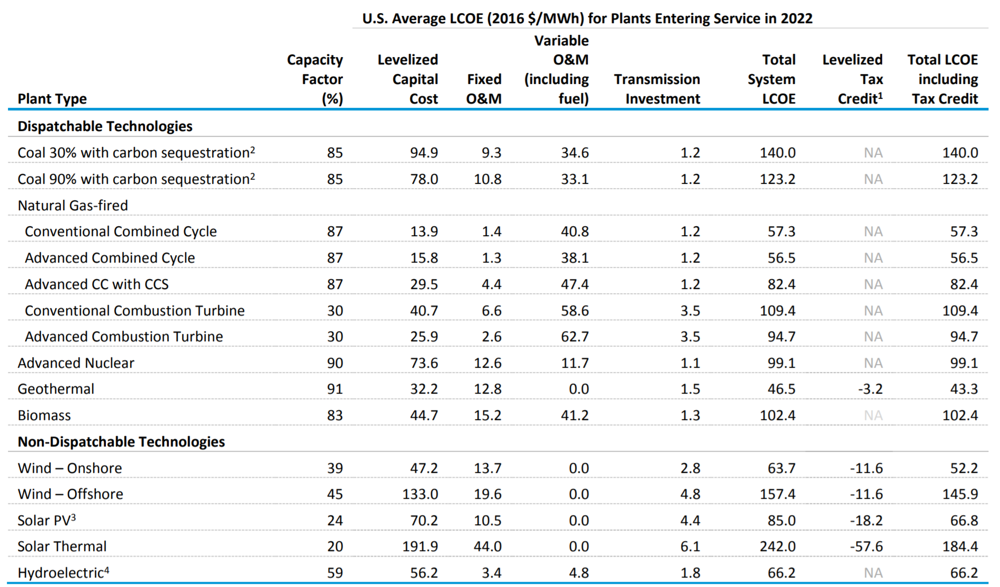 U.S. Average LCOE (2016 $/MWh) for Plants Entering Service in 2022
Plant Type Capacity Factor (%) Levelized Capital Cost Fixed O&M Variable O&M (including fuel) Transmission Investment Total System LCOE Levelized Tax Credit¹ Total LCOE including Tax Credit
Dispatchable Technologies
Coal 30% with carbon sequestration² 85 94.9 9.3 34.6 1.2 140.0 NA 140.0
Coal 90% with carbon sequestration² 85 78.0 10.8 33.1 1.2 123.2 NA 123.2
Natural Gas-fired
Conventional Combined Cycle 87 13.9 1.4 40.8 1.2 57.3 NA 57.3
Advanced Combined Cycle 87 15.8 1.3 38.1 1.2 56.5 NA 56.5
Advanced CC with CCS 87 29.5 4.4 47.4 1.2 82.4 NA 82.4
Conventional Combustion Turbine 30 40.7 6.6 58.6 3.5 109.4 NA 109.4
Advanced Combustion Turbine 30 25.9 2.6 62.7 3.5 94.7 NA 94.7
Advanced Nuclear 90 73.6 12.6 11.7 1.1 99.1 NA 99.1
Geothermal 91 32.2 12.8 0.0 1.5 46.5 -3.2 43.3
Biomass 83 44.7 15.2 41.2 1.3 102.4 NA 102.4
Non-Dispatchable Technologies
Wind – Onshore 39 47.2 13.7 0.0 2.8 63.7 -11.6 52.2
Wind – Offshore 45 133.0 19.6 0.0 4.8 157.4 -11.6 145.9
Solar PV³ 24 70.2 10.5 0.0 4.4 85.0 -18.2 66.8
Solar Thermal 20 191.9 44.0 0.0 6.1 242.0 -57.6 184.4
Hydroelectric⁴ 59 56.2 3.4 4.8 1.8 66.2 NA 66.2